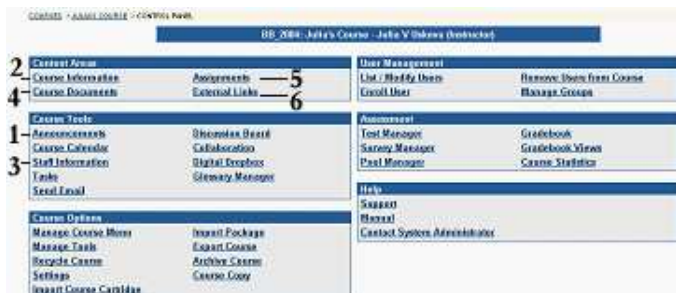 COURSES > JULIA'S COURSE > CONTROL PANEL
BB_2004: Julia's Course - Julia V Uskova (Instructor)
Content Areas
2 Course Information
Assignments 5
4 Course Documents
External Links 6
Course Tools
1 Announcements
Discussion Board
Course Calendar
Collaboration
3 Staff Information
Digital Dropbox
Tasks
Glossary Manager
Send Email
Course Options
Manage Course Menu
Import Package
Manage Tools
Export Course
Recycle Course
Archive Course
Settings
Course Copy
Import Course Cartridge
User Management
List / Modify Users
Remove Users from Course
Enroll User
Manage Groups
Assessment
Test Manager
Gradebook
Survey Manager
Gradebook Views
Pool Manager
Course Statistics
Help
Support
Manual
Contact System Administrator